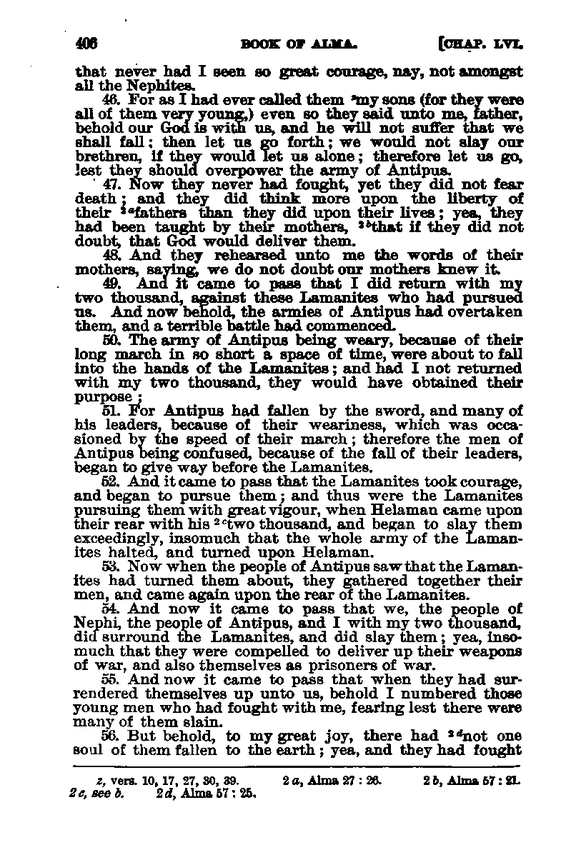 406 BOOK OF ALMA. [CHAP. LVI.
that never had I seen so great courage, nay, not amongst
all the Nephites.
46. For as I had ever called them ᶻmy sons (for they were
all of them very young,) even so they said unto me, father,
behold our God is with us, and he will not suffer that we
shall fall; then let us go forth; we would not slay our
brethren, if they would let us alone; therefore let us go,
lest they should overpower the army of Antipus.
47. Now they never had fought, yet they did not fear
death; and they did think more upon the liberty of
their ²ᵃfathers than they did upon their lives; yea, they
had been taught by their mothers, ²ᵇthat if they did not
doubt, that God would deliver them.
48. And they rehearsed unto me the words of their
mothers, saying, we do not doubt our mothers knew it.
49. And it came to pass that I did return with my
two thousand, against these Lamanites who had pursued
us. And now behold, the armies of Antipus had overtaken
them, and a terrible battle had commenced.
50. The army of Antipus being weary, because of their
long march in so short a space of time, were about to fall
into the hands of the Lamanites; and had I not returned
with my two thousand, they would have obtained their
purpose;
51. For Antipus had fallen by the sword, and many of
his leaders, because of their weariness, which was occa-
sioned by the speed of their march; therefore the men of
Antipus being confused, because of the fall of their leaders,
began to give way before the Lamanites.
52. And it came to pass that the Lamanites took courage,
and began to pursue them; and thus were the Lamanites
pursuing them with great vigour, when Helaman came upon
their rear with his ²ᶜtwo thousand, and began to slay them
exceedingly, insomuch that the whole army of the Laman-
ites halted, and turned upon Helaman.
53. Now when the people of Antipus saw that the Laman-
ites had turned them about, they gathered together their
men, and came again upon the rear of the Lamanites.
54. And now it came to pass that we, the people of
Nephi, the people of Antipus, and I with my two thousand,
did surround the Lamanites, and did slay them; yea, inso-
much that they were compelled to deliver up their weapons
of war, and also themselves as prisoners of war.
55. And now it came to pass that when they had sur-
rendered themselves up unto us, behold I numbered those
young men who had fought with me, fearing lest there were
many of them slain.
56. But behold, to my great joy, there had ²ᵈnot one
soul of them fallen to the earth; yea, and they had fought
z, vers. 10, 17, 27, 30, 39. 2 a, Alma 27 : 26. 2 b, Alma 57 : 21.
2 c, see b. 2 d, Alma 57 : 25.